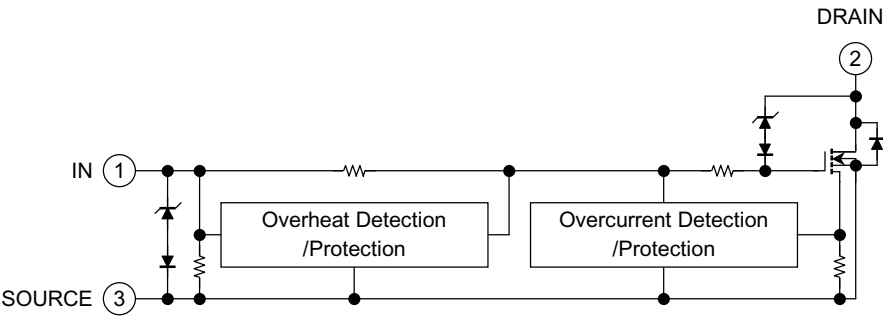 DRAIN
2
IN 1
Overheat Detection
/Protection
Overcurrent Detection
/Protection
SOURCE 3